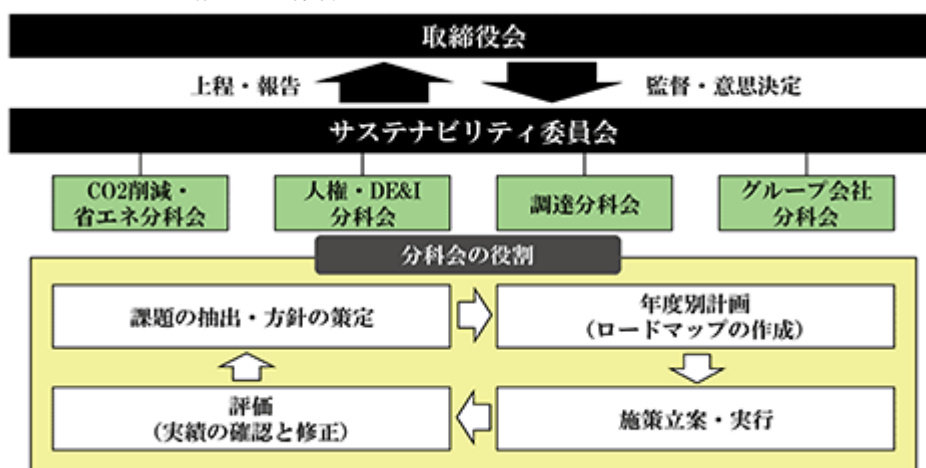 取締役会
上程・報告
監督・意思決定
サステナビリティ委員会
CO2削減・
省エネ分科会
人権・DE&I
分科会
調達分科会
グループ会社
分科会
分科会の役割
課題の抽出・方針の策定
年度別計画
(ロードマップの作成)
評価
(実績の確認と修正)
施策立案・実行